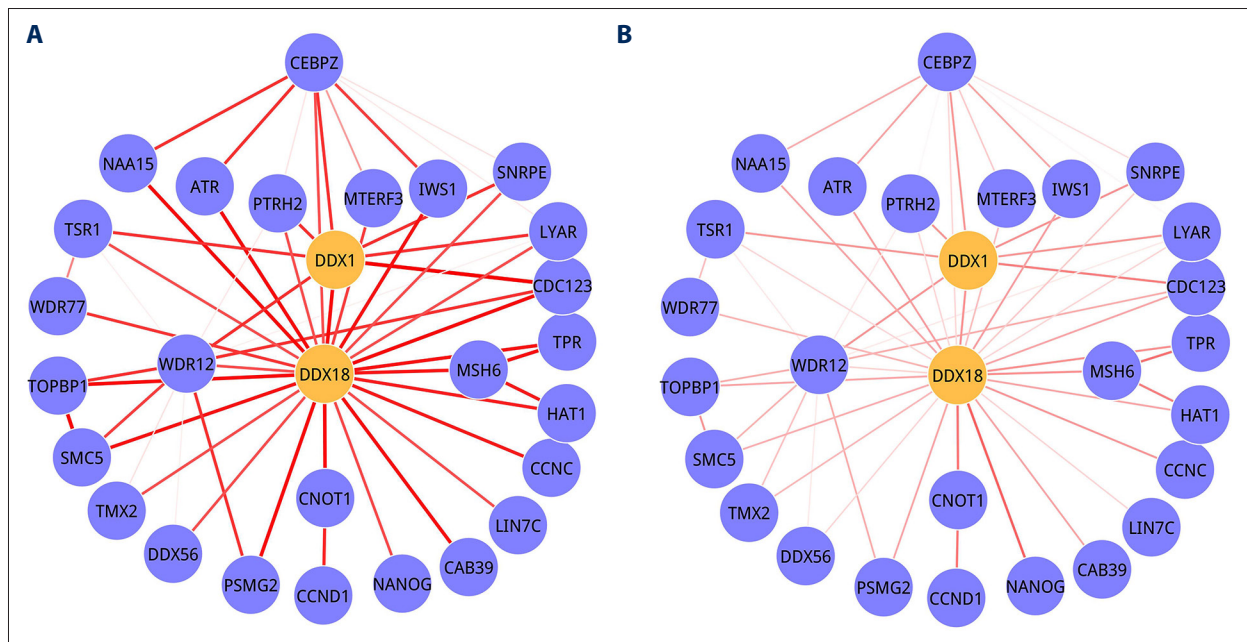 A
CEBPZ
NAA15
ATR
PTRH2
MTERF3
IWS1
SNRPE
TSR1
DDX1
LYAR
WDR77
CDC123
WDR12
DDX18
MSH6
TPR
TOPBP1
HAT1
SMC5
CCNC
TMX2
CNOT1
LIN7C
DDX56
PSMG2
CCND1
NANOG
CAB39
B
CEBPZ
NAA15
ATR
PTRH2
MTERF3
IWS1
SNRPE
TSR1
DDX1
LYAR
WDR77
CDC123
WDR12
DDX18
MSH6
TPR
TOPBP1
HAT1
SMC5
CCNC
TMX2
CNOT1
LIN7C
DDX56
PSMG2
CCND1
NANOG
CAB39